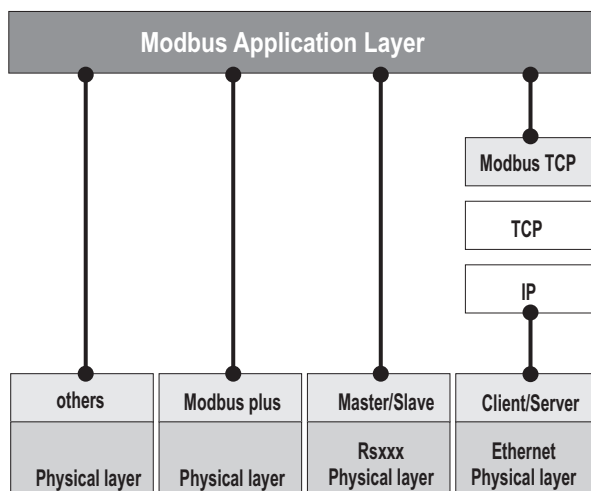 Modbus Application Layer
Modbus TCP
TCP
IP
others
Modbus plus
Master/Slave
Client/Server
Physical layer
Physical layer
Rsxxx
Physical layer
Ethernet
Physical layer